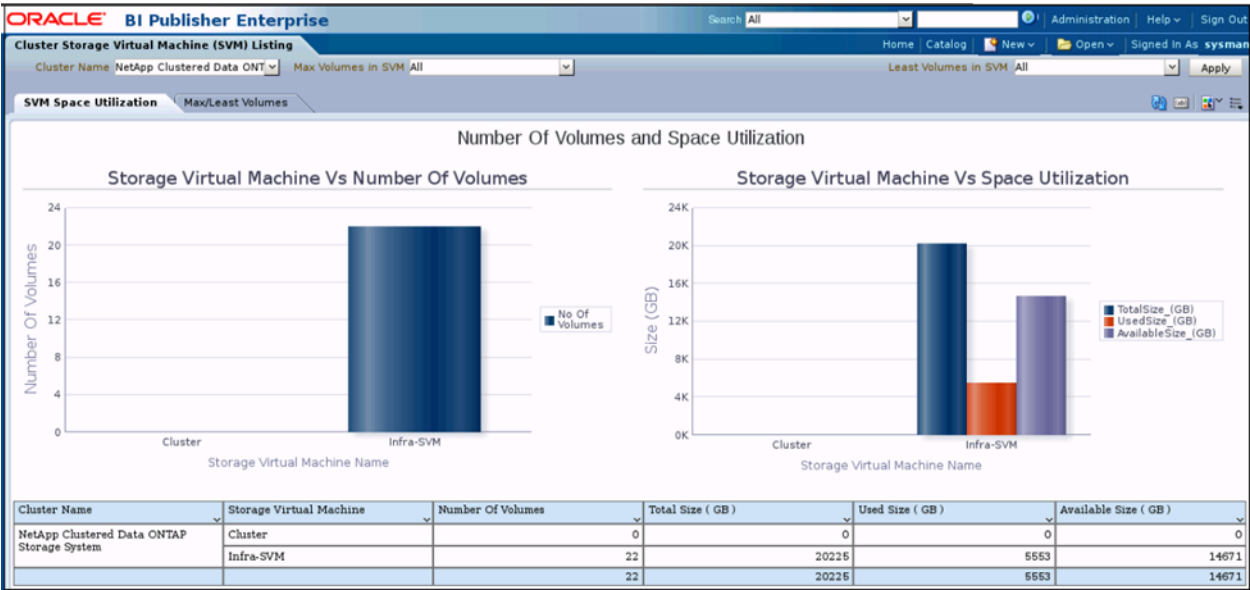 ORACLE BI Publisher Enterprise Search All Administration Help Sign Out
Cluster Storage Virtual Machine (SVM) Listing Home Catalog New Open Signed In As sysman
Cluster Name NetApp Clustered Data ONT Max Volumes in SVM All Least Volumes in SVM All Apply
SVM Space Utilization Max/Least Volumes
Number Of Volumes and Space Utilization
Storage Virtual Machine Vs Number Of Volumes
24
20
16
12
8
4
0
Number Of Volumes
Cluster Infra-SVM
Storage Virtual Machine Name
No Of
Volumes
Storage Virtual Machine Vs Space Utilization
24K
20K
16K
12K
8K
4K
0K
Size (GB)
Cluster Infra-SVM
Storage Virtual Machine Name
TotalSize_(GB)
UsedSize_(GB)
AvailableSize_(GB)
Cluster Name Storage Virtual Machine Number Of Volumes Total Size ( GB ) Used Size ( GB ) Available Size ( GB )
NetApp Clustered Data ONTAP Cluster 0 0 0 0
Storage System
Infra-SVM 22 20225 5553 14671
22 20225 5553 14671